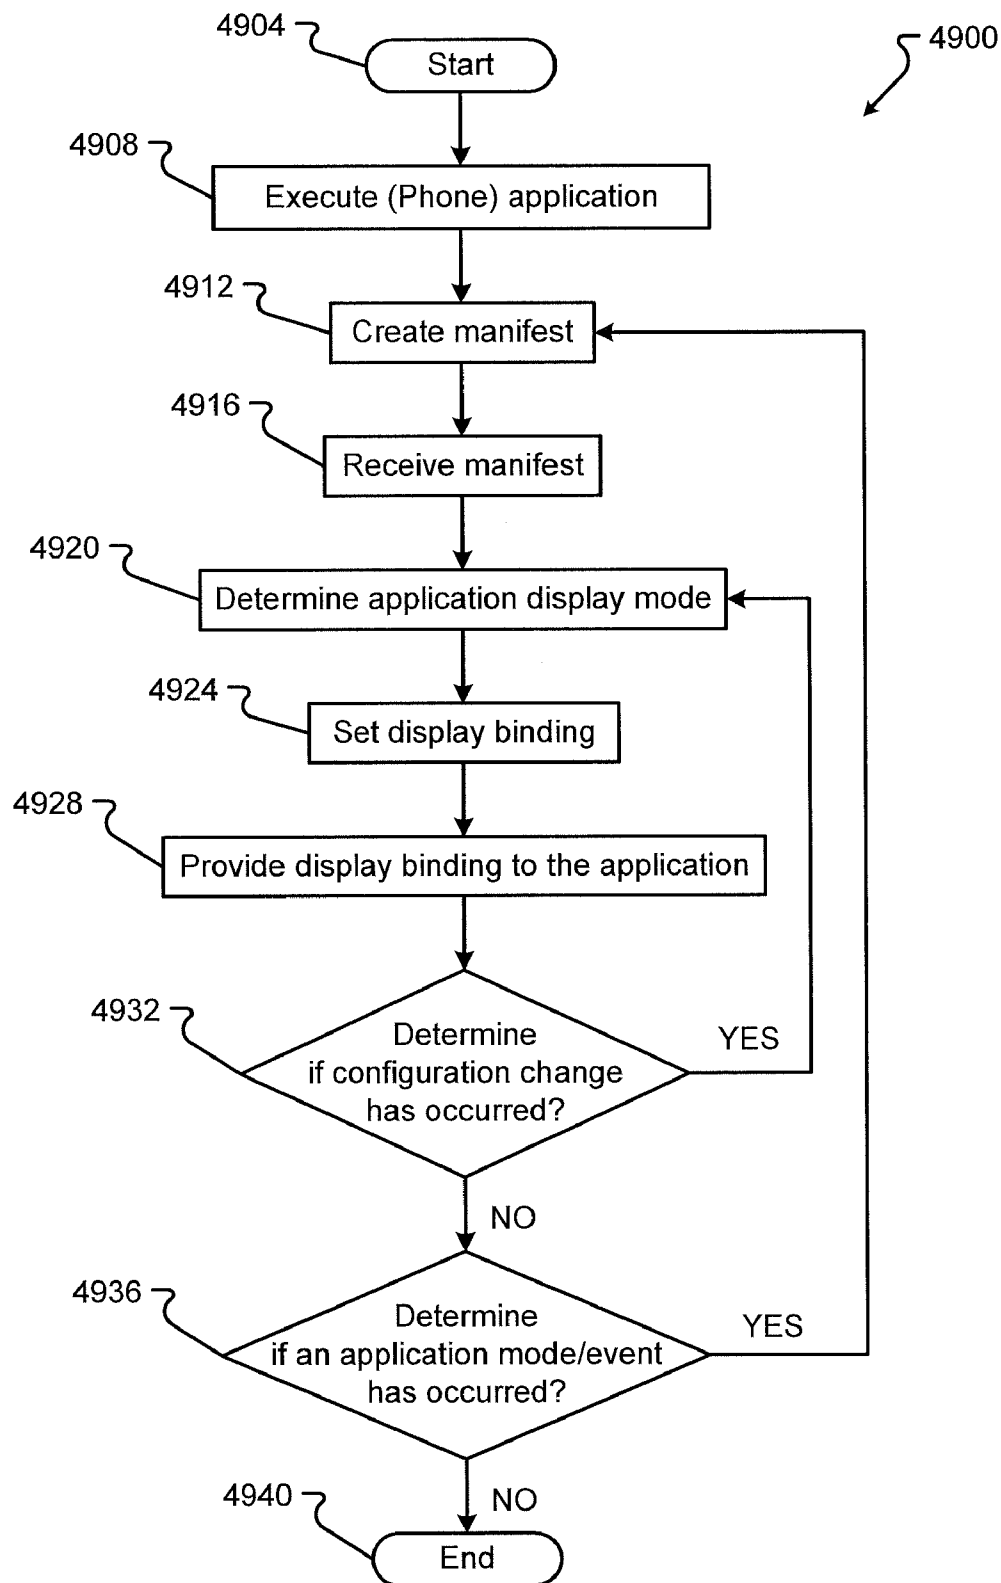 4904
Start
4900
4908
Execute (Phone) application
4912
Create manifest
4916
Receive manifest
4920
Determine application display mode
4924
Set display binding
4928
Provide display binding to the application
4932
Determine
if configuration change
has occurred?
YES
NO
4936
Determine
if an application mode/event
has occurred?
YES
4940
NO
End